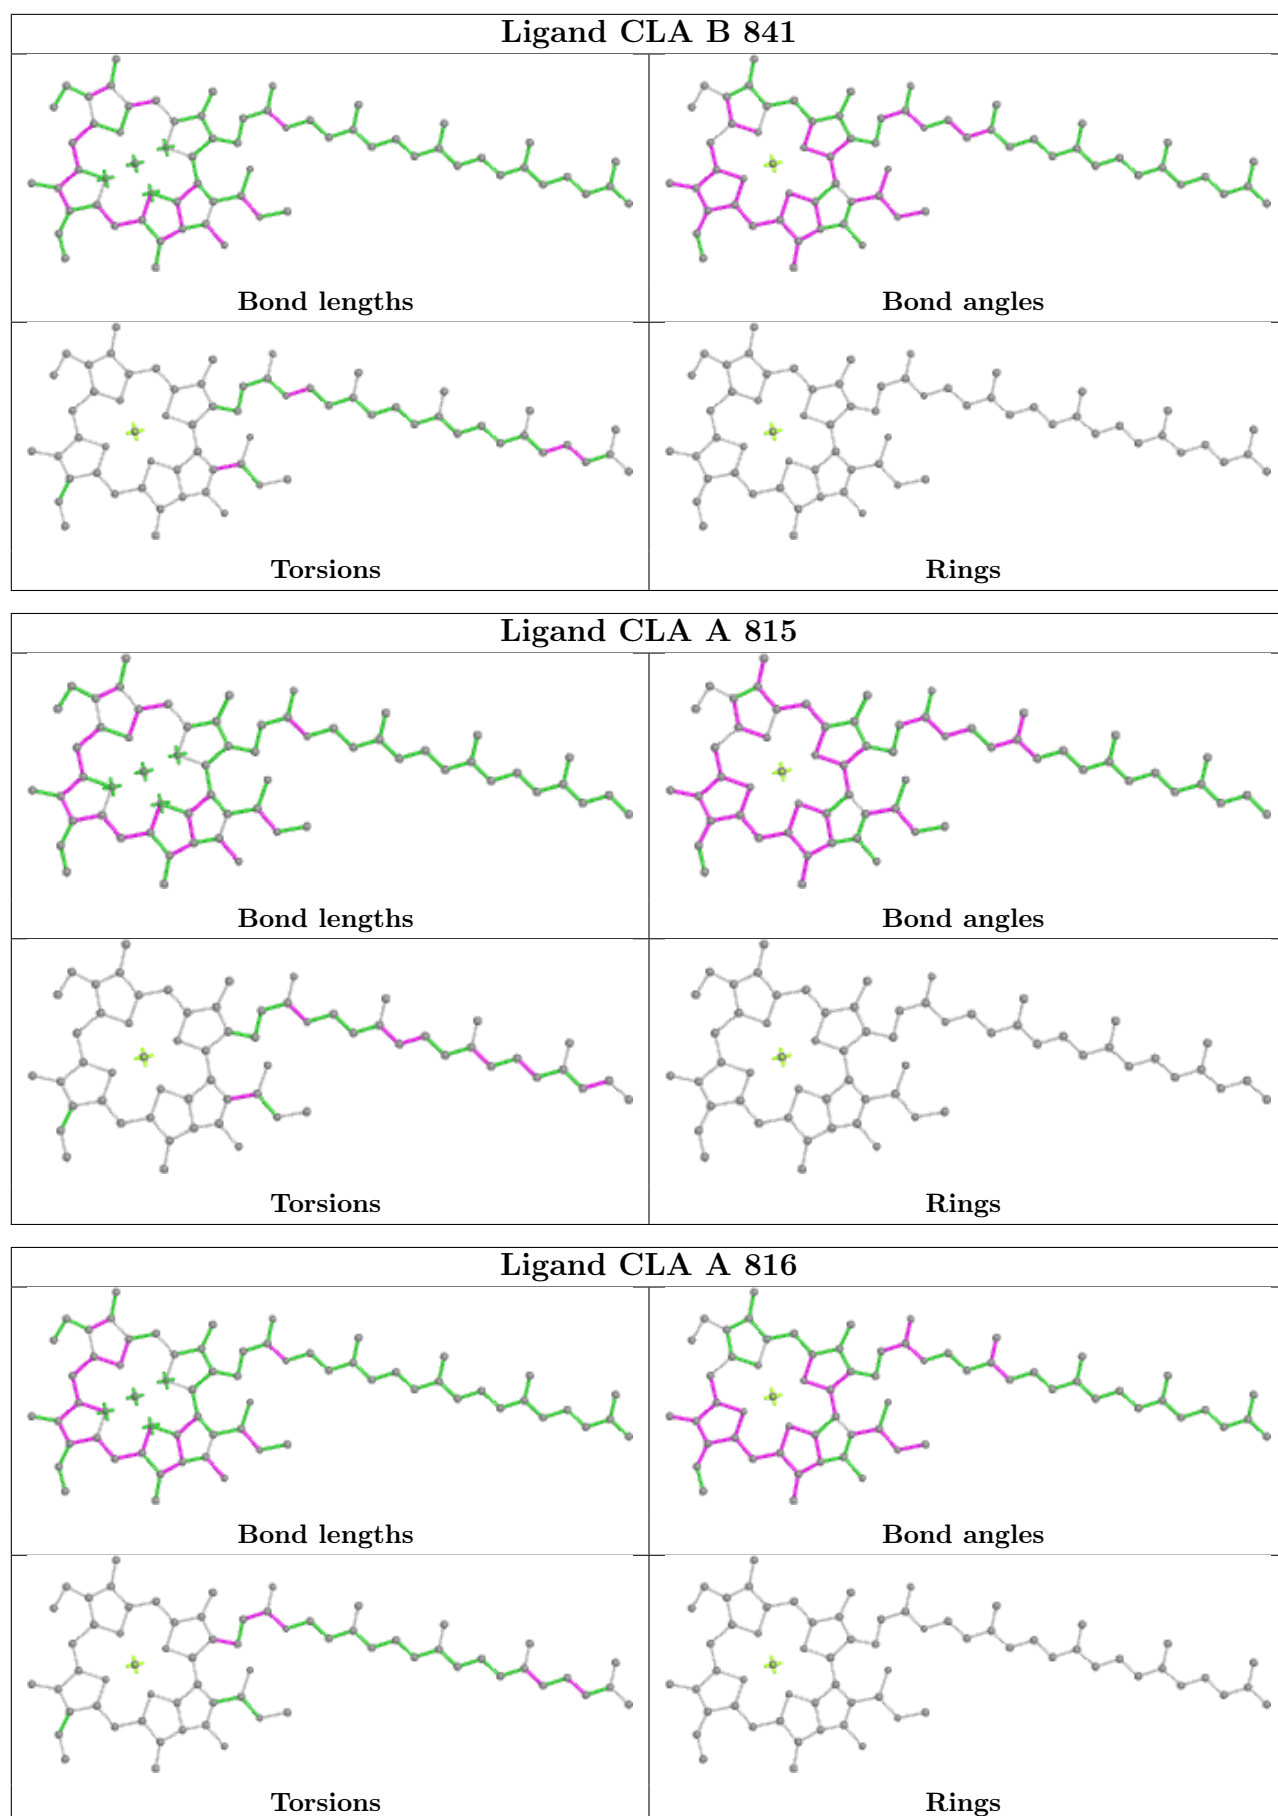 Ligand CLA B 841
Bond lengths
Bond angles
Torsions
Rings
Ligand CLA A 815
Bond lengths
Bond angles
Torsions
Rings
Ligand CLA A 816
Bond lengths
Bond angles
Torsions
Rings